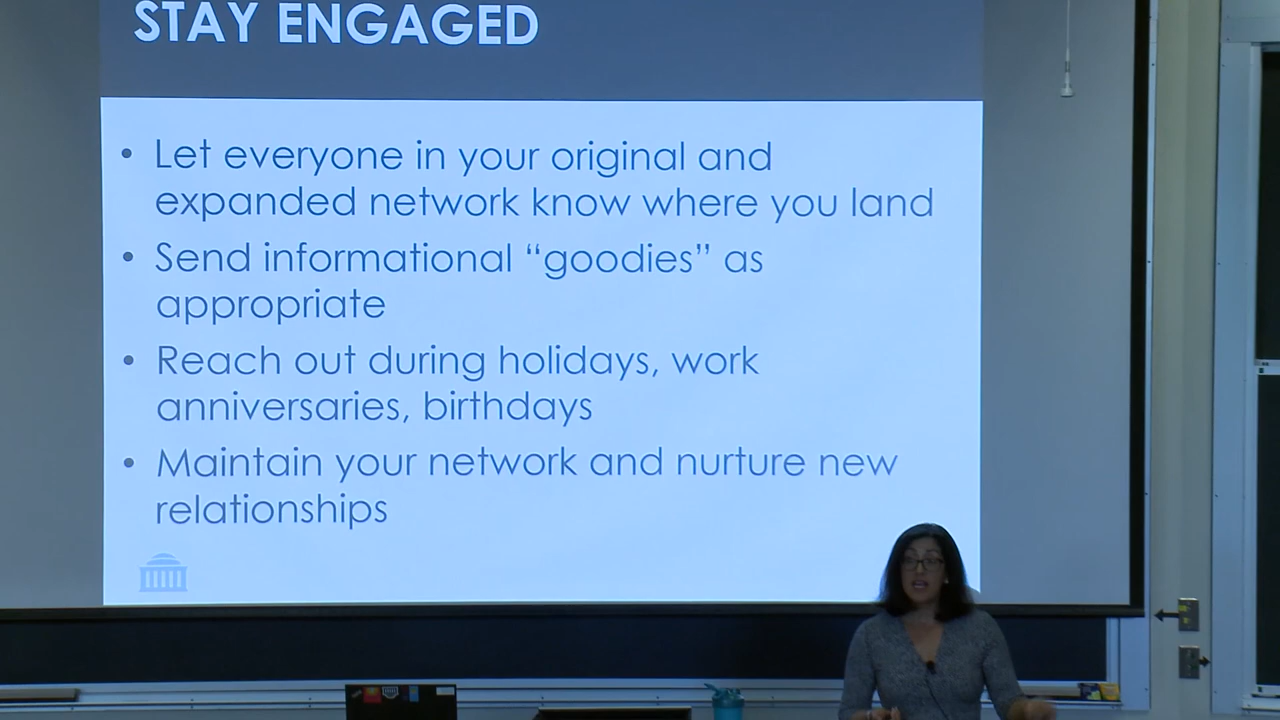 STAY ENGAGED
• Let everyone in your original and
expanded network know where you land
• Send informational “goodies” as
appropriate
• Reach out during holidays, work
anniversaries, birthdays
• Maintain your network and nurture new
relationships